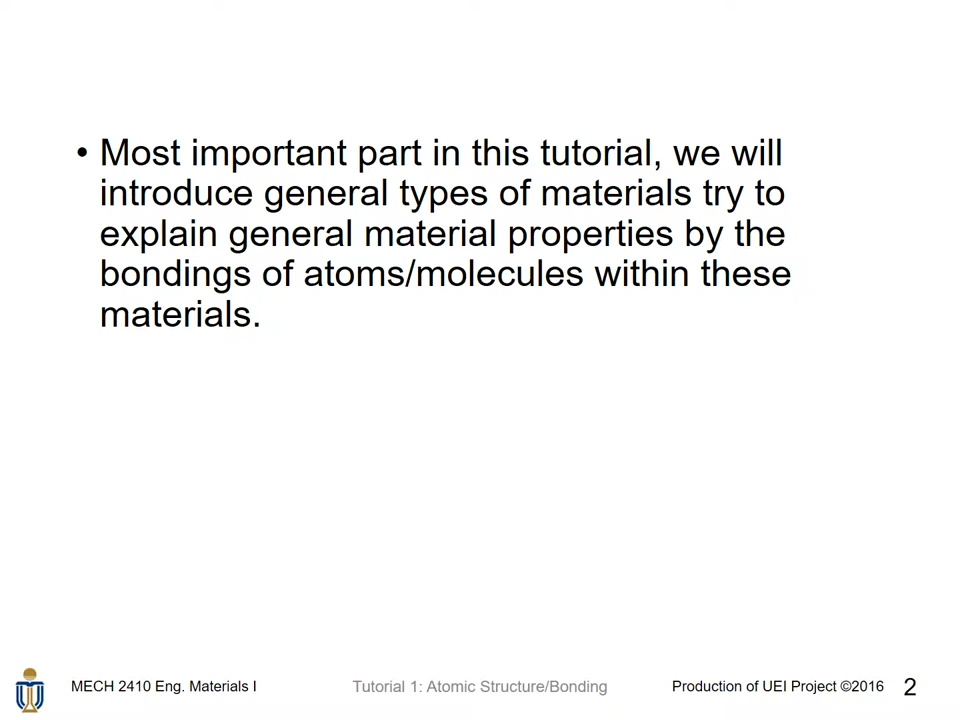 • Most important part in this tutorial, we will
introduce general types of materials try to
explain general material properties by the
bondings of atoms/molecules within these
materials.
MECH 2410 Eng. Materials I
Tutorial 1: Atomic Structure/Bonding
Production of UEI Project ©2016
2